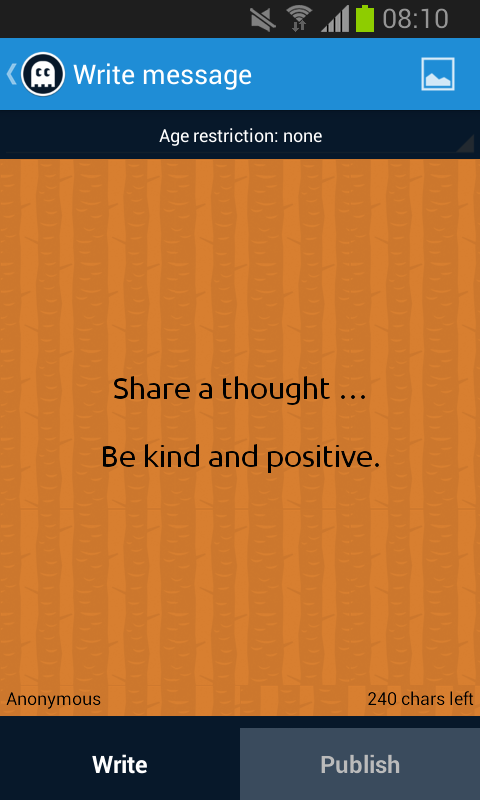 08:10
Write message
Age restriction: none
Share a thought …
Be kind and positive.
Anonymous
240 chars left
Write
Publish